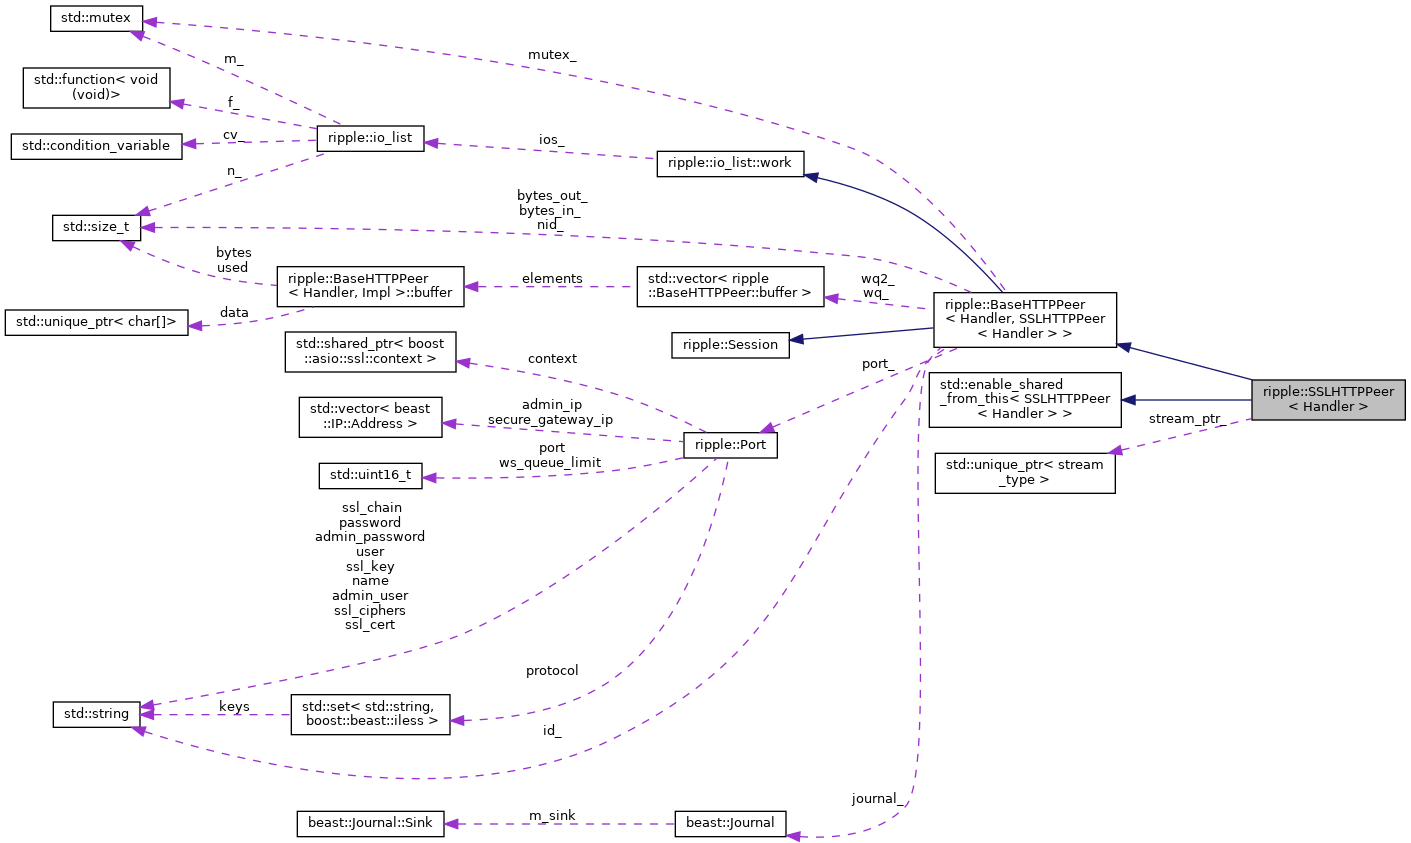 std::mutex
mutex_
m_
std::function< void
(void)>
f_
std::condition_variable
cv_
ripple::io_list
ios_
ripple::io_list::work
n_
std::size_t
bytes_out_
bytes_in_
nid_
bytes
used
ripple::BaseHTTPPeer
< Handler, Impl >::buffer
elements
std::vector< ripple
::BaseHTTPPeer::buffer >
wq2_
wq_
ripple::BaseHTTPPeer
< Handler, SSLHTTPPeer
< Handler > >
std::unique_ptr< char[]>
data
std::shared_ptr< boost
::asio::ssl::context >
context
ripple::Session
port_
std::enable_shared
_from_this< SSLHTTPPeer
< Handler > >
ripple::SSLHTTPPeer
< Handler >
stream_ptr_
std::vector< beast
::IP::Address >
admin_ip
secure_gateway_ip
ripple::Port
std::uint16_t
port
ws_queue_limit
std::unique_ptr< stream
_type >
ssl_chain
password
admin_password
user
ssl_key
name
admin_user
ssl_ciphers
ssl_cert
protocol
std::string
keys
std::set< std::string,
boost::beast::iless >
id_
journal_
beast::Journal::Sink
m_sink
beast::Journal